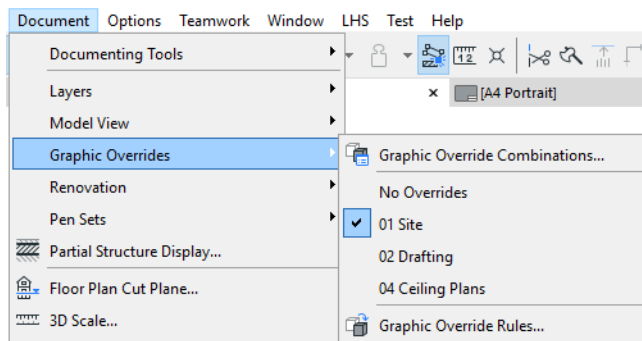 Document Options Teamwork Window LHS Test Help
Documenting Tools
Layers
[A4 Portrait]
Model View
Graphic Overrides
Graphic Override Combinations...
Renovation
No Overrides
Pen Sets
01 Site
Partial Structure Display...
02 Drafting
Floor Plan Cut Plane...
04 Ceiling Plans
3D Scale...
Graphic Override Rules...